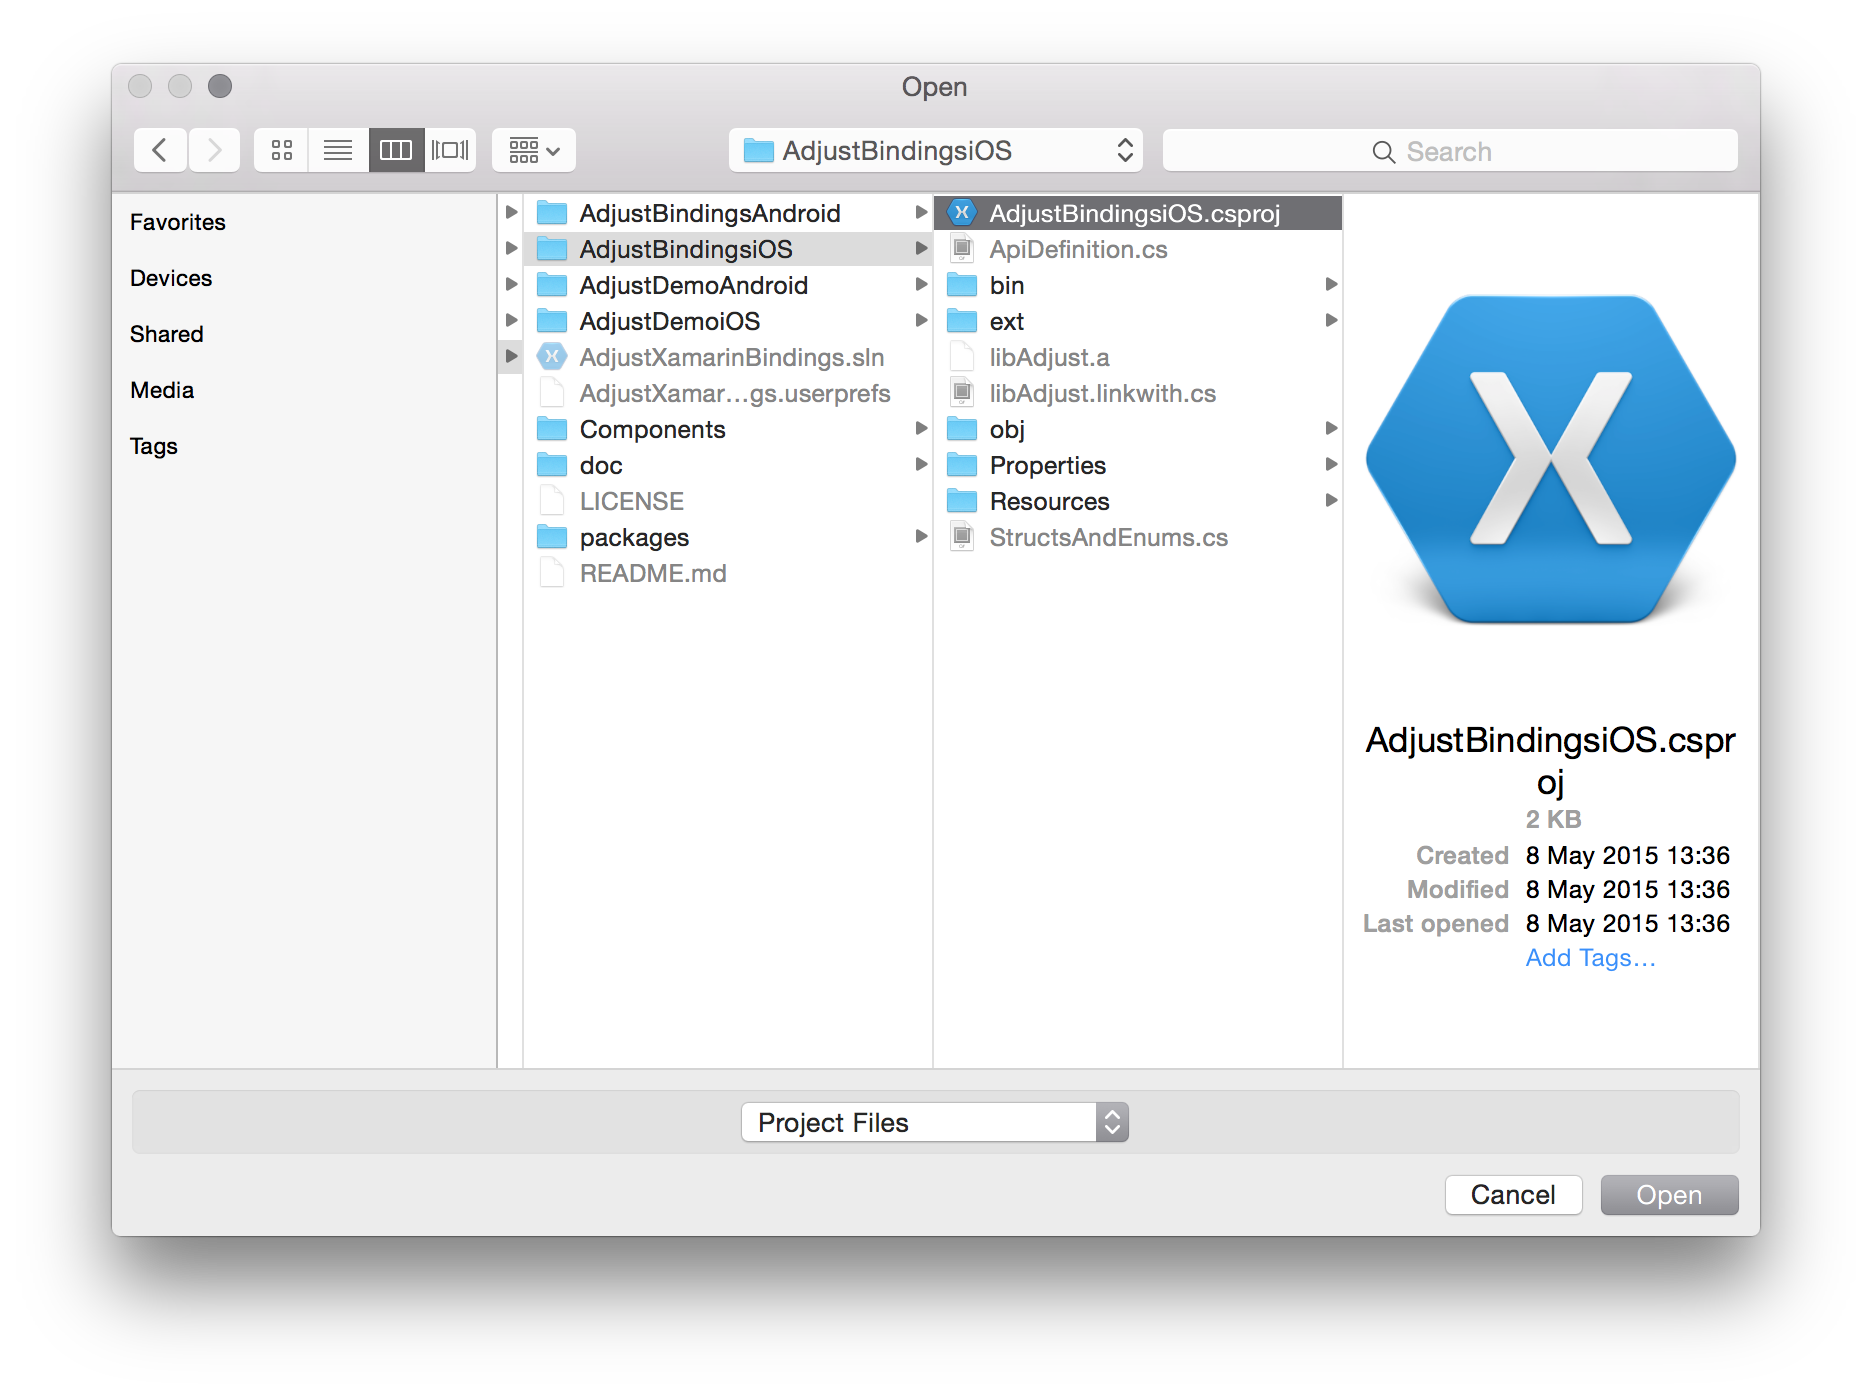 Open
AdjustBindingsiOS
Search
Favorites
Devices
Shared
Media
Tags
AdjustBindingsAndroid
AdjustBindingsiOS
AdjustDemoAndroid
AdjustDemoiOS
AdjustXamarinBindings.sln
AdjustXamar...gs.userprefs
Components
doc
LICENSE
packages
README.md
AdjustBindingsiOS.csproj
ApiDefinition.cs
bin
ext
libAdjust.a
libAdjust.linkwith.cs
obj
Properties
Resources
StructsAndEnums.cs
AdjustBindingsiOS.cspr
oj
2 KB
Created 8 May 2015 13:36
Modified 8 May 2015 13:36
Last opened 8 May 2015 13:36
Add Tags...
Project Files
Cancel
Open